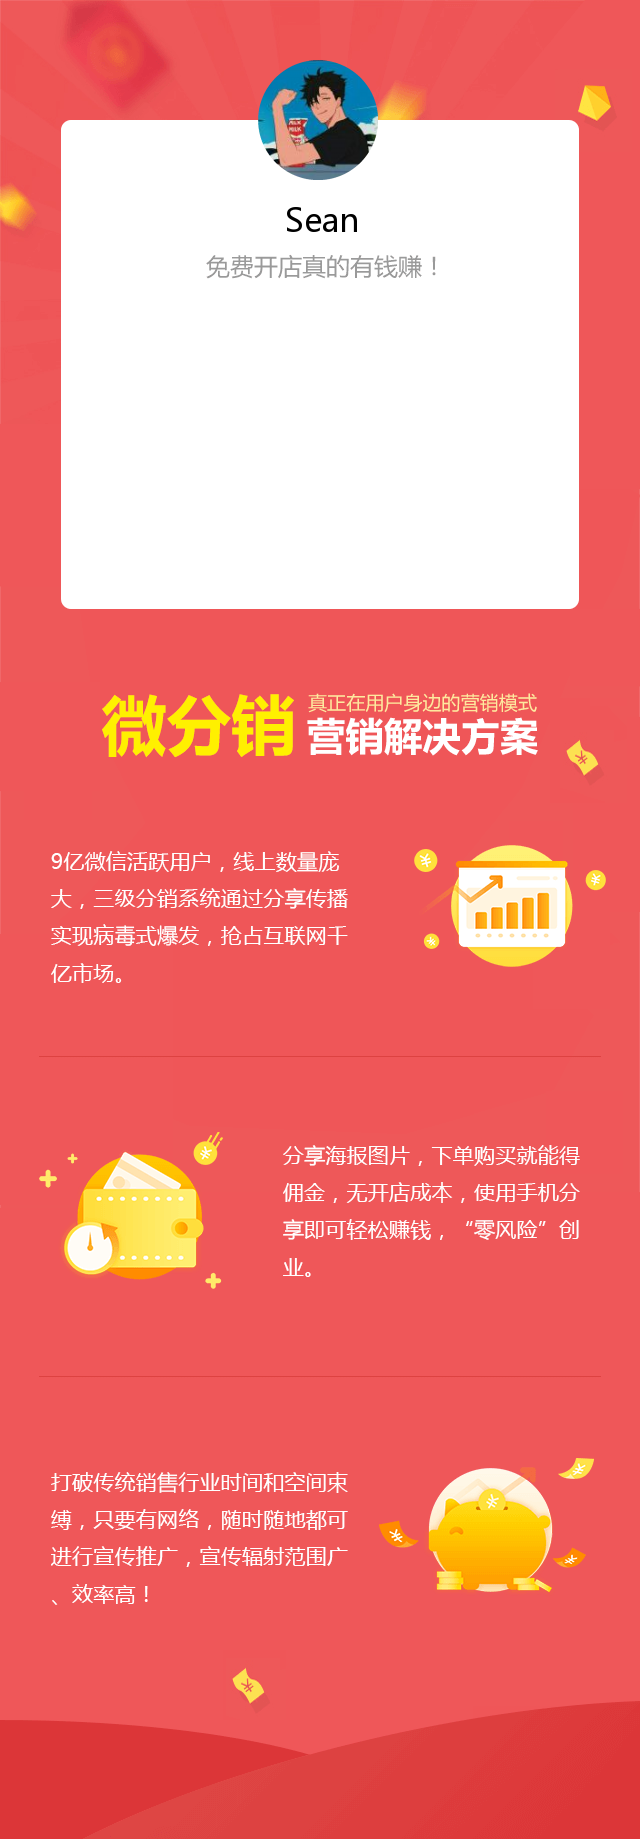 MILK
MILK
Sean
免费开店真的有钱赚！
微分销
真正在用户身边的营销模式
营销解决方案
9亿微信活跃用户，线上数量庞
大，三级分销系统通过分享传播
实现病毒式爆发，抢占互联网千
亿市场。
分享海报图片，下单购买就能得
佣金，无开店成本，使用手机分
享即可轻松赚钱，“零风险”创
业。
打破传统销售行业时间和空间束
缚，只要有网络，随时随地都可
进行宣传推广，宣传辐射范围广
、效率高！